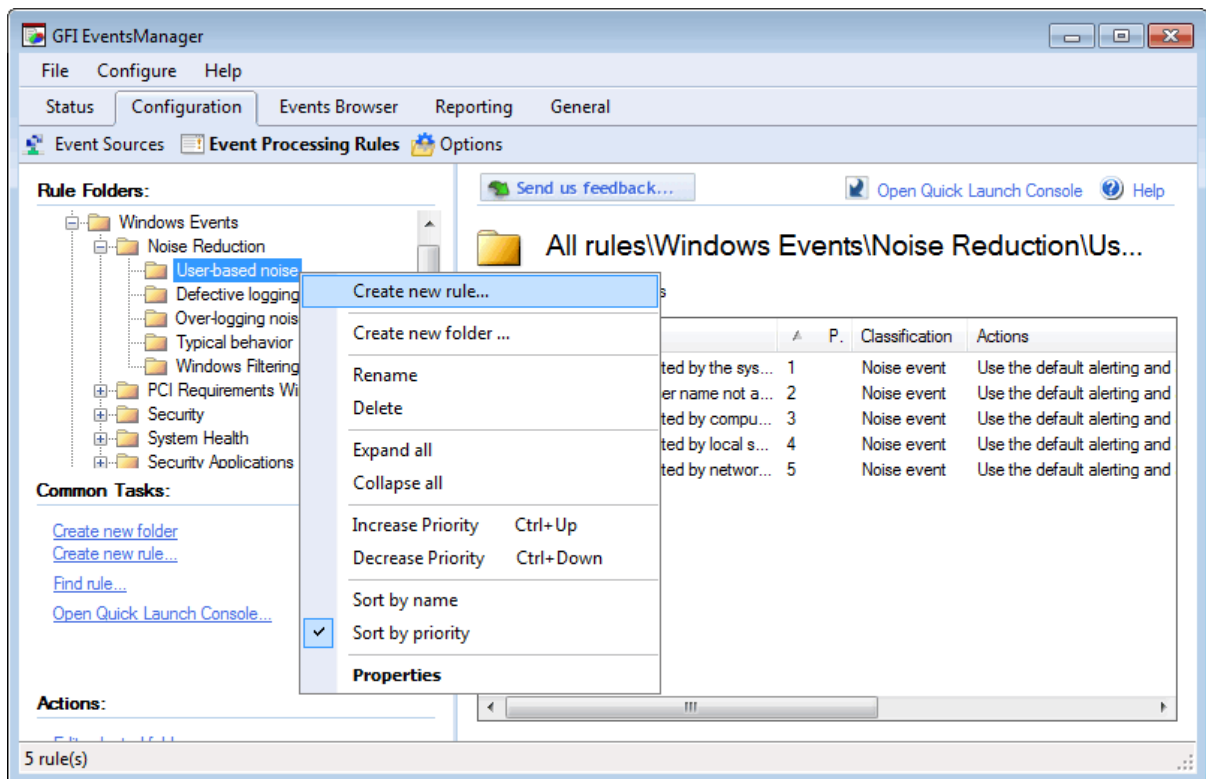 GFI EventsManager
File Configure Help
Status Configuration Events Browser Reporting General
Event Sources Event Processing Rules Options
Rule Folders:
Windows Events
Noise Reduction
User-based noise
Defective logging
Over-logging nois
Typical behavior
Windows Filtering
PCI Requirements Wi
Security
System Health
Security Applications
Common Tasks:
Create new folder
Create new rule...
Find rule...
Open Quick Launch Console...
Actions:
Create new rule...
Create new folder ...
Rename
Delete
Expand all
Collapse all
Increase Priority Ctrl+Up
Decrease Priority Ctrl+Down
Sort by name
Sort by priority
Properties
Send us feedback...
Open Quick Launch Console Help
All rules\Windows Events\Noise Reduction\Us...
s
P. Classification Actions
ted by the sys... 1 Noise event Use the default alerting and
er name not a... 2 Noise event Use the default alerting and
ted by compu... 3 Noise event Use the default alerting and
ted by local s... 4 Noise event Use the default alerting and
ted by networ... 5 Noise event Use the default alerting and
5 rule(s)